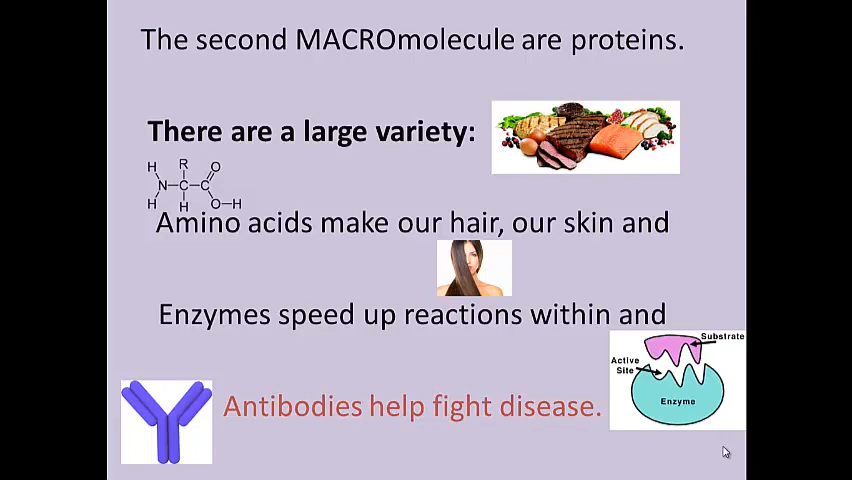 The second MACROmolecule are proteins.
There are a large variety:
H R O
N C C
H H O H
Amino acids make our hair, our skin and
Enzymes speed up reactions within and
Substrate
Active
Site
Enzyme
Antibodies help fight disease.